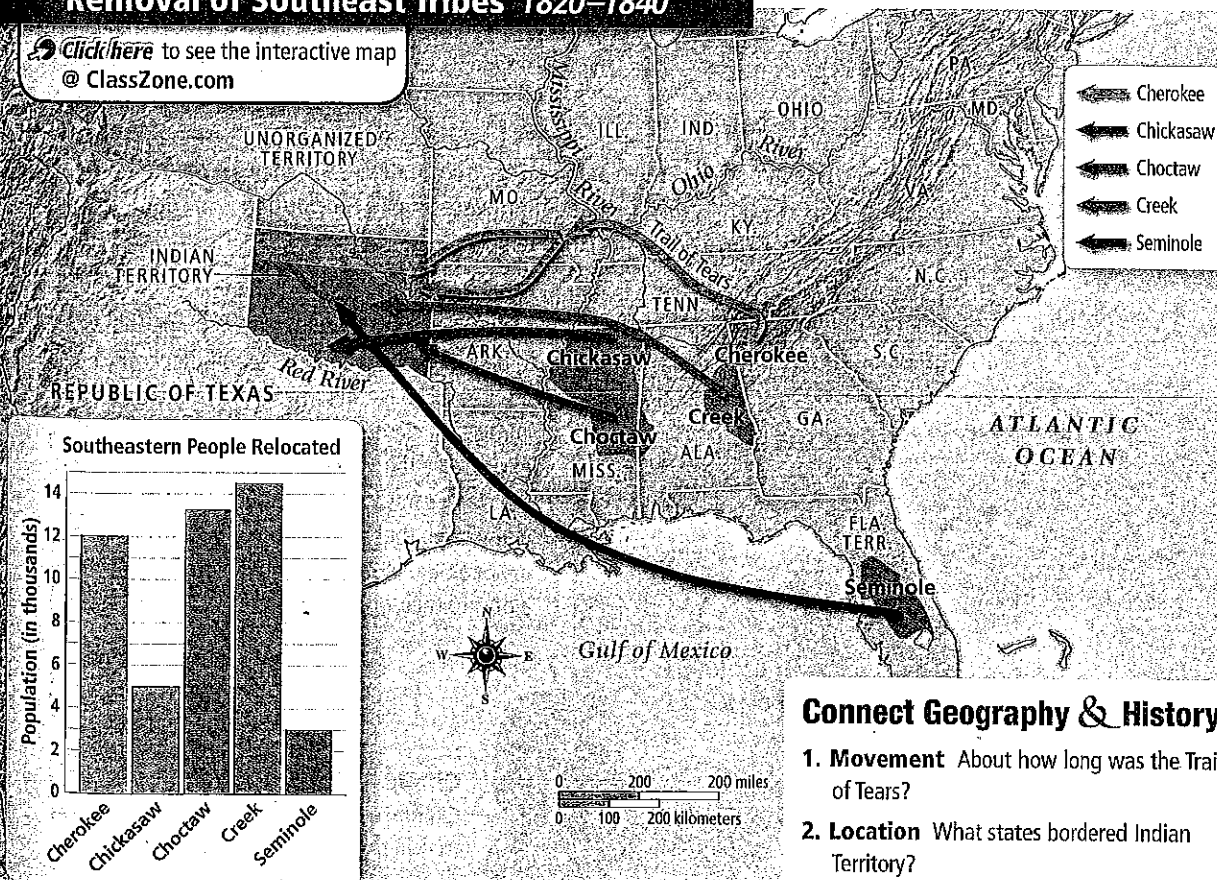 Removal of Southeast Tribes 1820–1840
Click here to see the interactive map
@ ClassZone.com
Cherokee
Chickasaw
Choctaw
Creek
Seminole
UNORGANIZED
TERRITORY
INDIAN
TERRITORY
REPUBLIC OF TEXAS
Red River
Mississippi
River
Ohio
River
Trail of Tears
ILL.
IND.
OHIO
PA.
MD.
VA.
MO.
KY.
N.C.
TENN.
ARK.
S.C.
GA.
ALA.
MISS.
LA.
FLA.
TERR.
Chickasaw
Cherokee
Creek
Choctaw
Seminole
ATLANTIC
OCEAN
Gulf of Mexico
N
W
E
S
0 200 200 miles
0 100 200 kilometers
Southeastern People Relocated
Population (in thousands)
14
12
10
8
6
4
2
0
Cherokee
Chickasaw
Choctaw
Creek
Seminole
Connect Geography & History
1. Movement About how long was the Trai
of Tears?
2. Location What states bordered Indian
Territory?